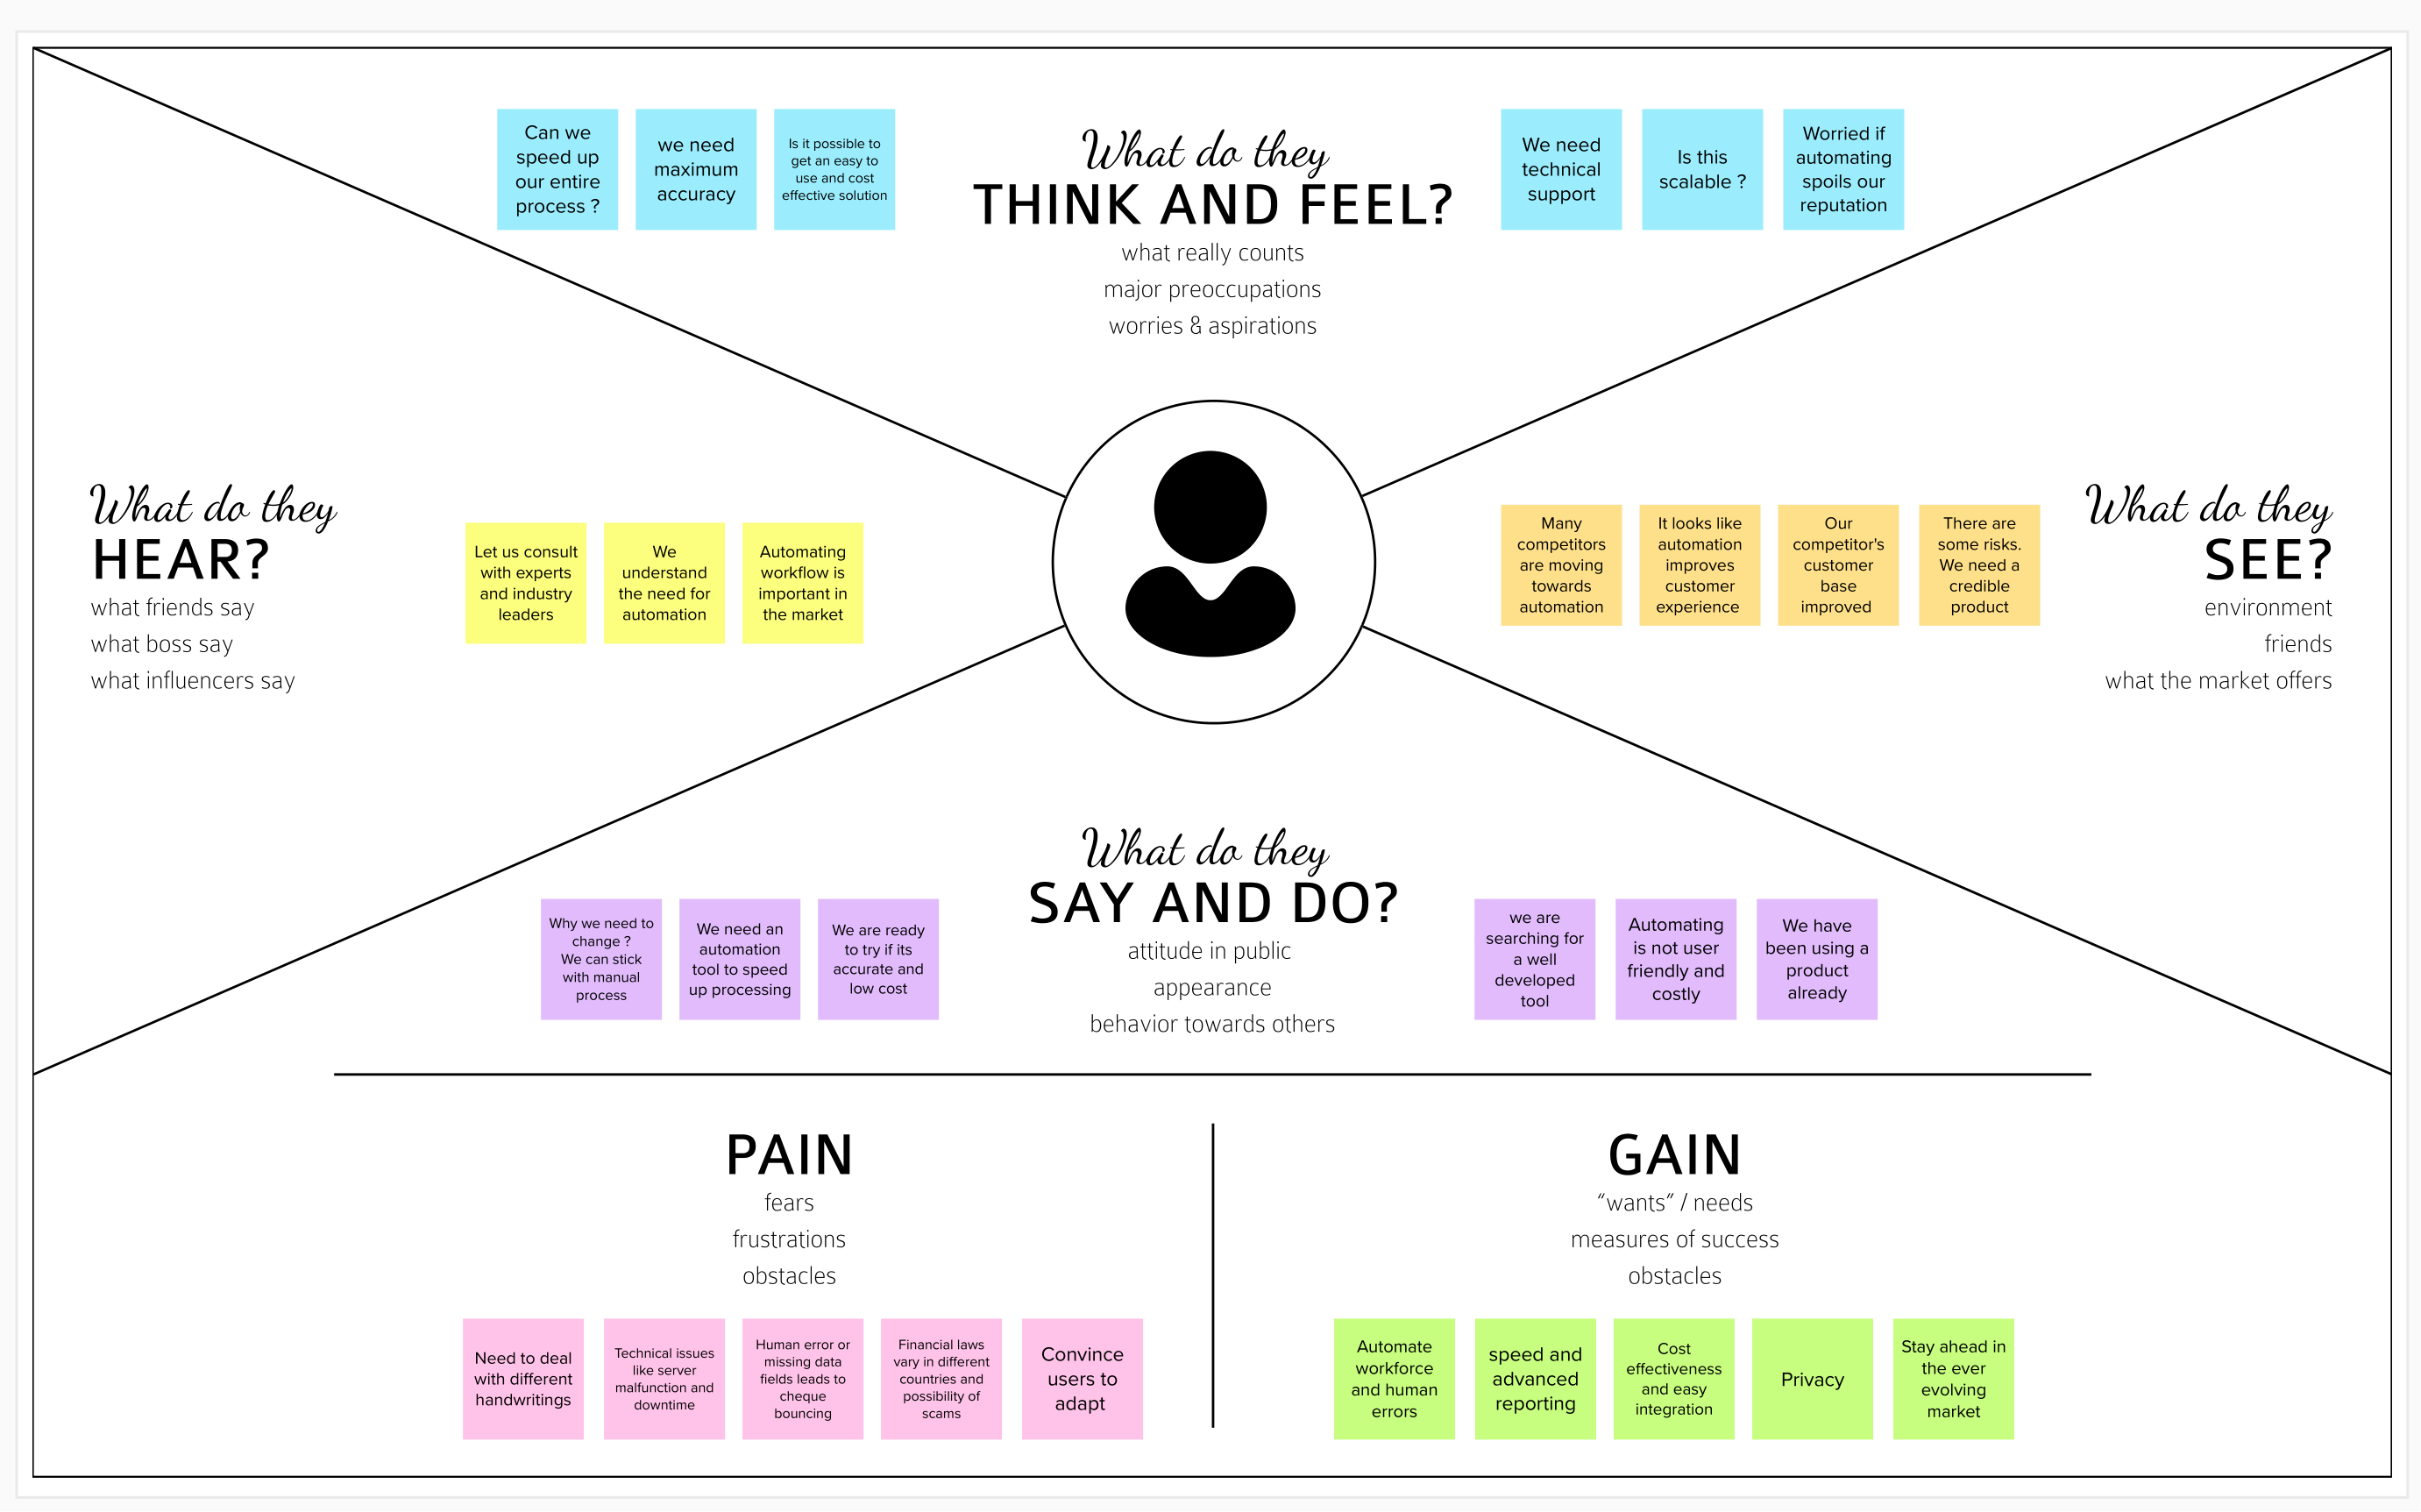 Can we
speed up
our entire
process ?
we need
maximum
accuracy
Is it possible to
get an easy to
use and cost
effective solution
What do they
THINK AND FEEL?
what really counts
major preoccupations
worries & aspirations
We need
technical
support
Is this
scalable ?
Worried if
automating
spoils our
reputation
What do they
HEAR?
what friends say
what boss say
what influencers say
Let us consult
with experts
and industry
leaders
We
understand
the need for
automation
Automating
workflow is
important in
the market
Many
competitors
are moving
towards
automation
It looks like
automation
improves
customer
experience
Our
competitor's
customer
base
improved
There are
some risks.
We need a
credible
product
What do they
SEE?
environment
friends
what the market offers
What do they
SAY AND DO?
attitude in public
appearance
behavior towards others
Why we need to
change ?
We can stick
with manual
process
We need an
automation
tool to speed
up processing
We are ready
to try if its
accurate and
low cost
we are
searching for
a well
developed
tool
Automating
is not user
friendly and
costly
We have
been using a
product
already
PAIN
fears
frustrations
obstacles
Need to deal
with different
handwritings
Technical issues
like server
malfunction and
downtime
Human error or
missing data
fields leads to
cheque
bouncing
Financial laws
vary in different
countries and
possibility of
scams
Convince
users to
adapt
GAIN
“wants” / needs
measures of success
obstacles
Automate
workforce
and human
errors
speed and
advanced
reporting
Cost
effectiveness
and easy
integration
Privacy
Stay ahead in
the ever
evolving
market